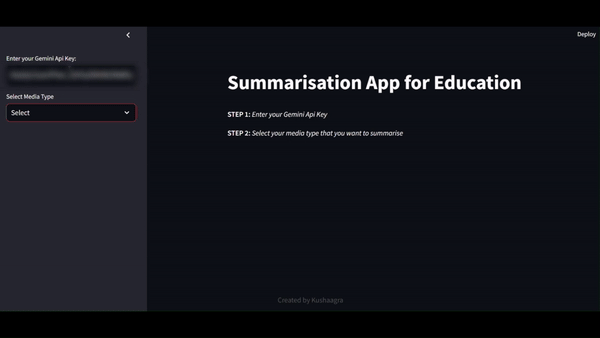 Deploy
Enter your Gemini Api Key:
Select Media Type
Select
Summarisation App for Education
STEP 1: Enter your Gemini Api Key
STEP 2: Select your media type that you want to summarise
Created by Kushaagra